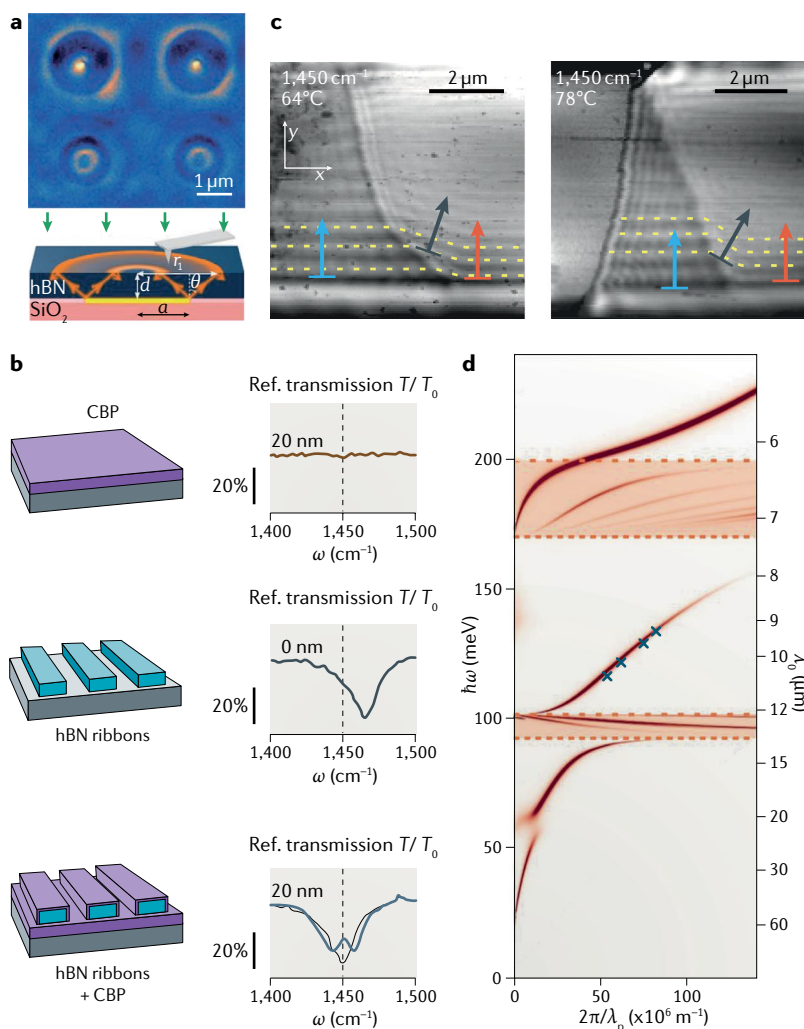 a
1 μm
r₁
hBN
d
θ
SiO₂
a
c
1,450 cm⁻¹
64°C
2 μm
y
x
1,450 cm⁻¹
78°C
2 μm
b
CBP
Ref. transmission T/ T₀
20 nm
20%
1,400 1,450 1,500
ω (cm⁻¹)
hBN ribbons
Ref. transmission T/ T₀
0 nm
20%
1,400 1,450 1,500
ω (cm⁻¹)
hBN ribbons
+ CBP
Ref. transmission T/ T₀
20 nm
20%
1,400 1,450 1,500
ω (cm⁻¹)
d
ħω (meV)
200
150
100
50
0
6
7
8
9
10
12
15
20
30
60
λ₀ (μm)
0 50 100
2π/λₚ (x10⁶ m⁻¹)